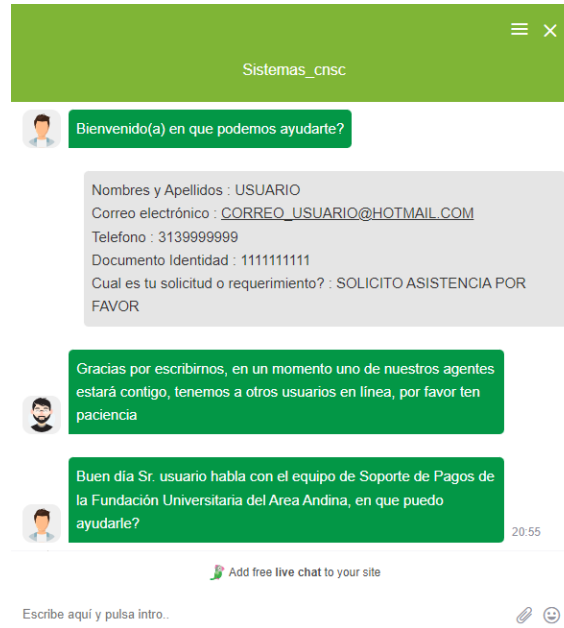 Sistemas_cnsc
Bienvenido(a) en que podemos ayudarte?
Nombres y Apellidos : USUARIO
Correo electrónico : CORREO_USUARIO@HOTMAIL.COM
Telefono : 3139999999
Documento Identidad : 1111111111
Cual es tu solicitud o requerimiento? : SOLICITO ASISTENCIA POR
FAVOR
Gracias por escribirnos, en un momento uno de nuestros agentes
estará contigo, tenemos a otros usuarios en línea, por favor ten
paciencia
Buen día Sr. usuario habla con el equipo de Soporte de Pagos de
la Fundación Universitaria del Area Andina, en que puedo
ayudarle?
20:55
Add free live chat to your site
Escribe aquí y pulsa intro..